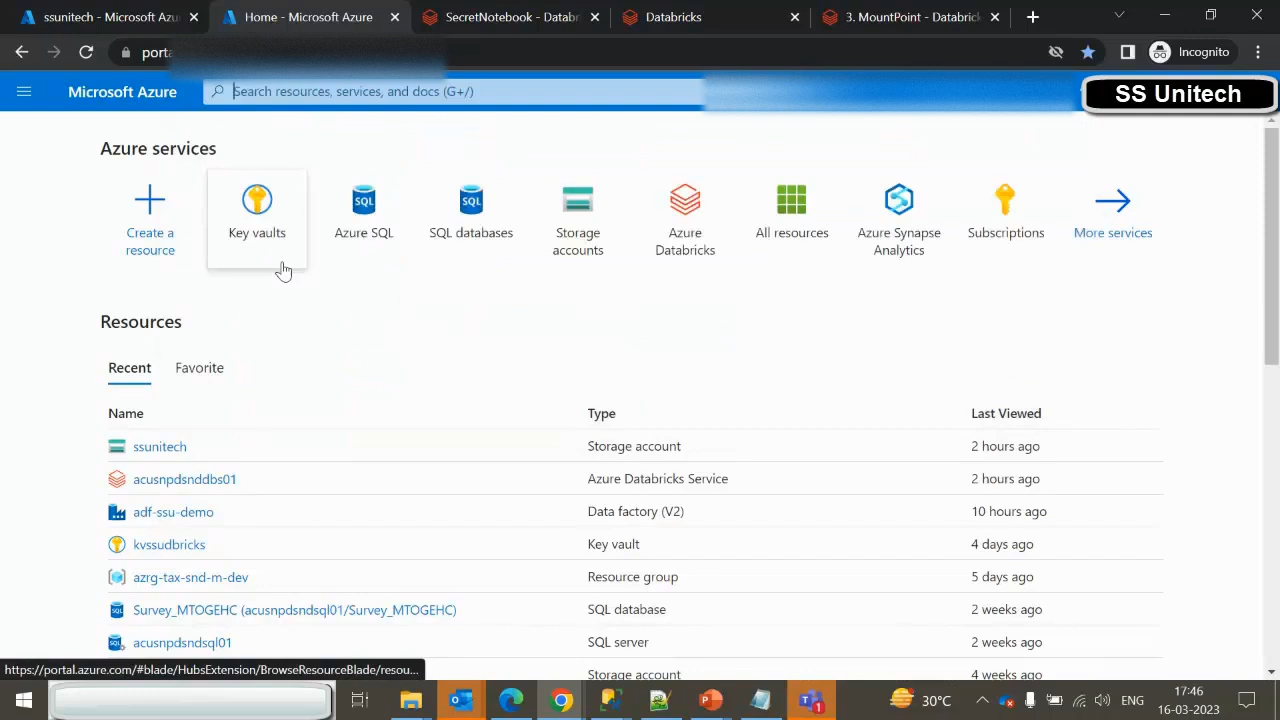 ssunitech - Microsoft Azure
Home - Microsoft Azure
SecretNotebook - Datab
Databricks
3. MountPoint - Databric
porta
Incognito
Microsoft Azure
Search resources, services, and docs (G+/)
SS Unitech
Azure services
Create a resource
Key vaults
Azure SQL
SQL databases
Storage accounts
Azure Databricks
All resources
Azure Synapse Analytics
Subscriptions
More services
Resources
Recent
Favorite
Name
Type
Last Viewed
ssunitech
Storage account
2 hours ago
acusnpdsnddbs01
Azure Databricks Service
2 hours ago
adf-ssu-demo
Data factory (V2)
10 hours ago
kvssudbricks
Key vault
4 days ago
azrg-tax-snd-m-dev
Resource group
5 days ago
Survey_MTOGEHC (acusnpdsndsql01/Survey_MTOGEHC)
SQL database
2 weeks ago
acusnpdsndsql01
SQL server
2 weeks ago
Storage account
4 weeks ago
https://portal.azure.com/#blade/HubsExtension/BrowseResourceBlade/resou...
30°C
ENG
17:46
16-03-2023